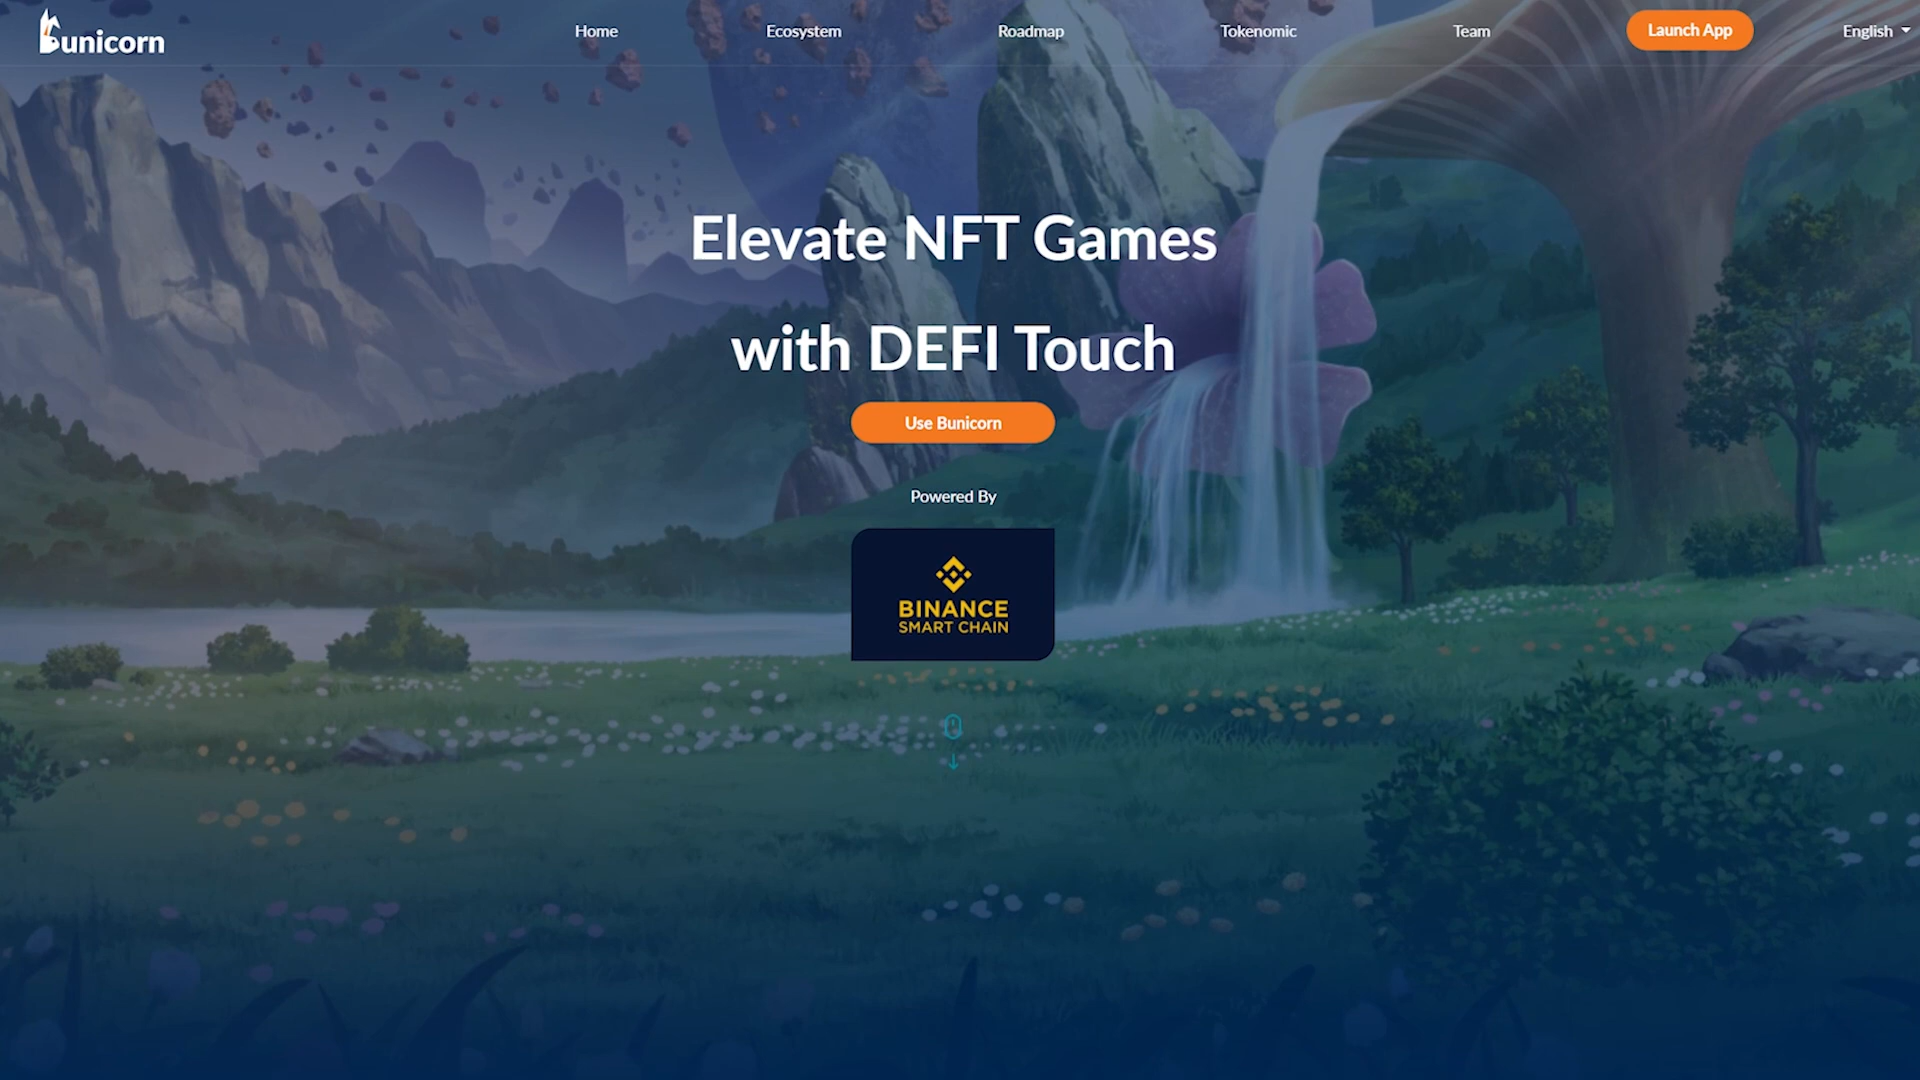 Bunicorn
Home
Ecosystem
Roadmap
Tokenomic
Team
Launch App
English
Elevate NFT Games
with DEFI Touch
Use Bunicorn
Powered By
BINANCE
SMART CHAIN